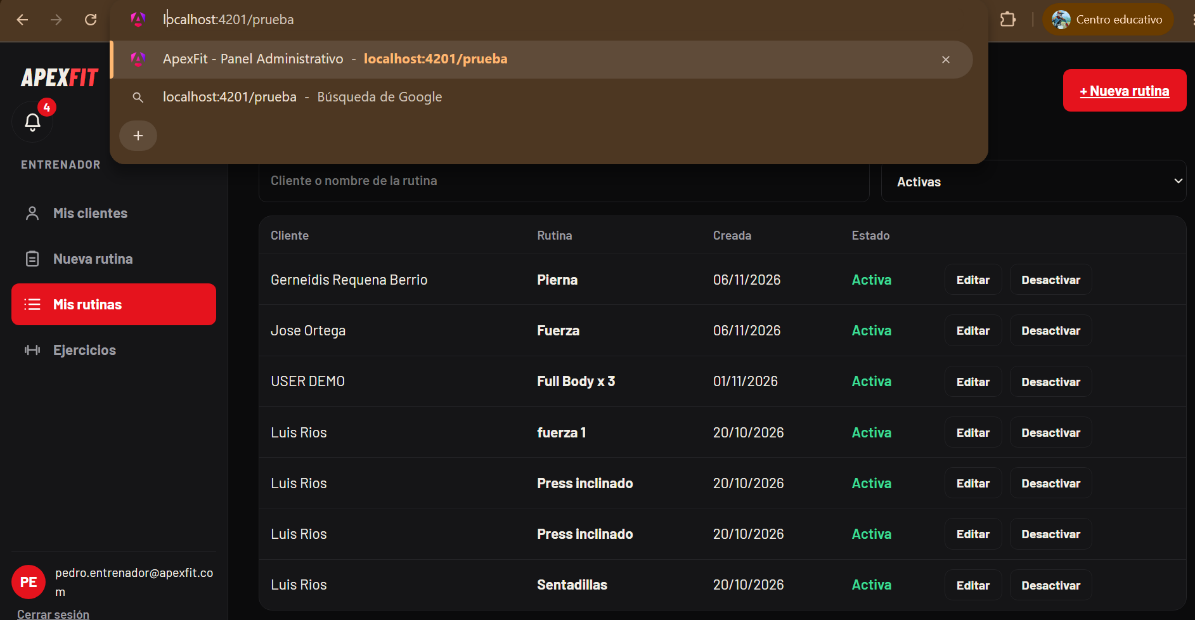 localhost:4201/prueba
Centro educativo
ApexFit - Panel Administrativo - localhost:4201/prueba
localhost:4201/prueba - Búsqueda de Google
APEXFIT
4
+ Nueva rutina
ENTRENADOR
Mis clientes
Nueva rutina
Mis rutinas
Ejercicios
Cliente o nombre de la rutina
Activas
Cliente Rutina Creada Estado
Gerneidis Requena Berrio Pierna 06/11/2026 Activa Editar Desactivar
Jose Ortega Fuerza 06/11/2026 Activa Editar Desactivar
USER DEMO Full Body x 3 01/11/2026 Activa Editar Desactivar
Luis Rios fuerza 1 20/10/2026 Activa Editar Desactivar
Luis Rios Press inclinado 20/10/2026 Activa Editar Desactivar
Luis Rios Press inclinado 20/10/2026 Activa Editar Desactivar
Luis Rios Sentadillas 20/10/2026 Activa Editar Desactivar
PE
pedro.entrenador@apexfit.co
m
Cerrar sesión